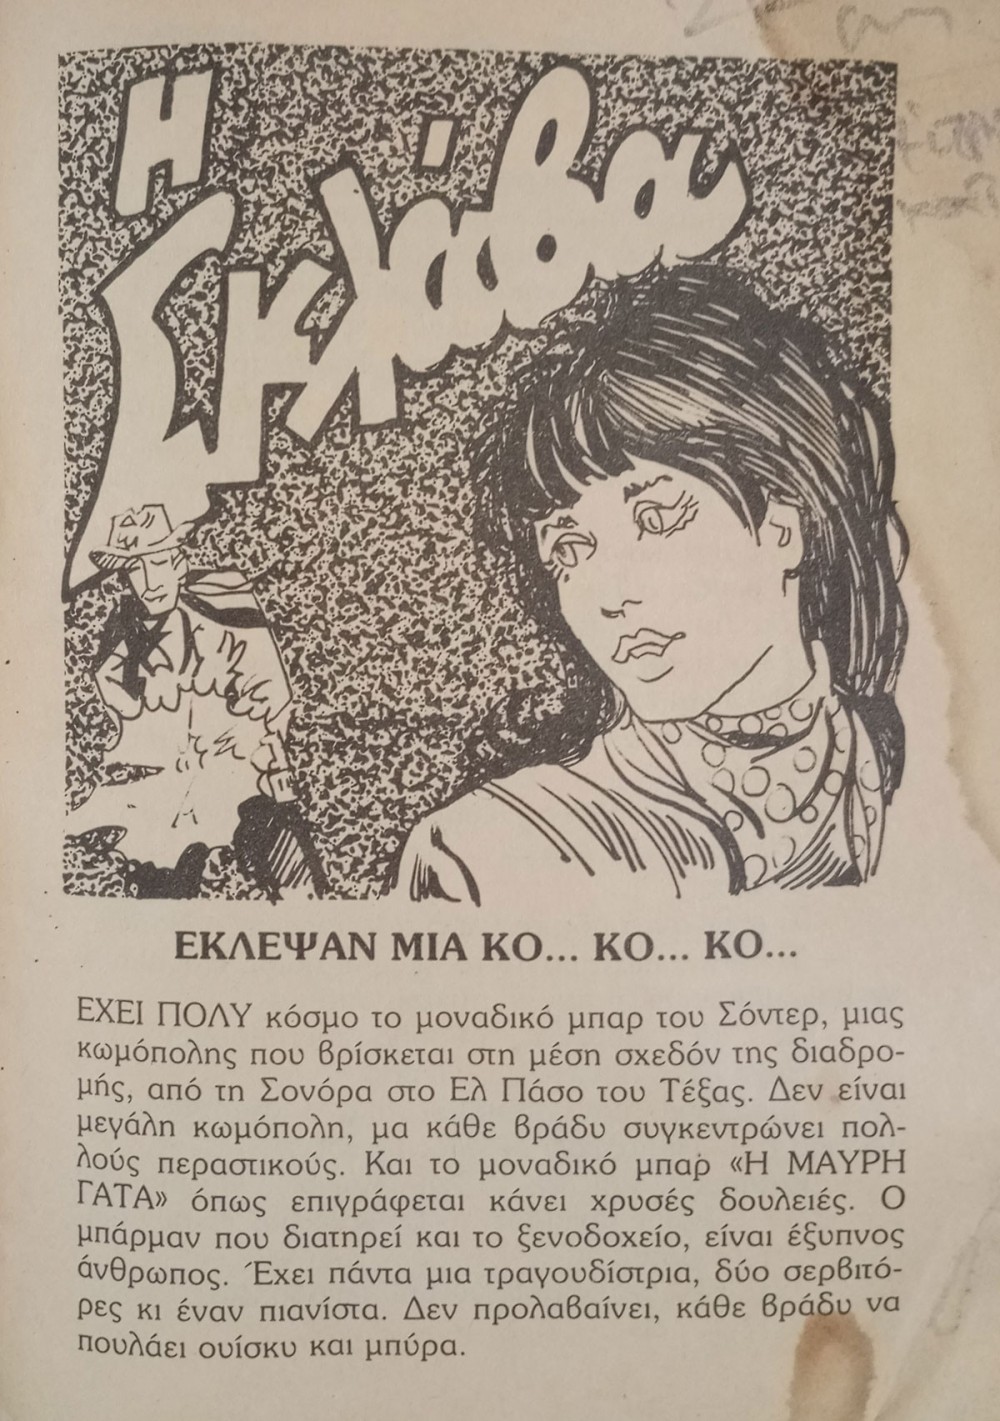 Η
Σκλάβα
ΕΚΛΕΨΑΝ ΜΙΑ ΚΟ... ΚΟ... ΚΟ...
ΕΧΕΙ ΠΟΛΥ κόσμο το μοναδικό μπαρ του Σόντερ, μιας
κωμόπολης που βρίσκεται στη μέση σχεδόν της διαδρο-
μής, από τη Σονόρα στο Ελ Πάσο του Τέξας. Δεν είναι
μεγάλη κωμόπολη, μα κάθε βράδυ συγκεντρώνει πολ-
λούς περαστικούς. Και το μοναδικό μπαρ «Η ΜΑΥΡΗ
ΓΑΤΑ» όπως επιγράφεται κάνει χρυσές δουλειές. Ο
μπάρμαν που διατηρεί και το ξενοδοχείο, είναι έξυπνος
άνθρωπος. Έχει πάντα μια τραγουδίστρια, δύο σερβιτό-
ρες κι έναν πιανίστα. Δεν προλαβαίνει, κάθε βράδυ να
πουλάει ουίσκυ και μπύρα.